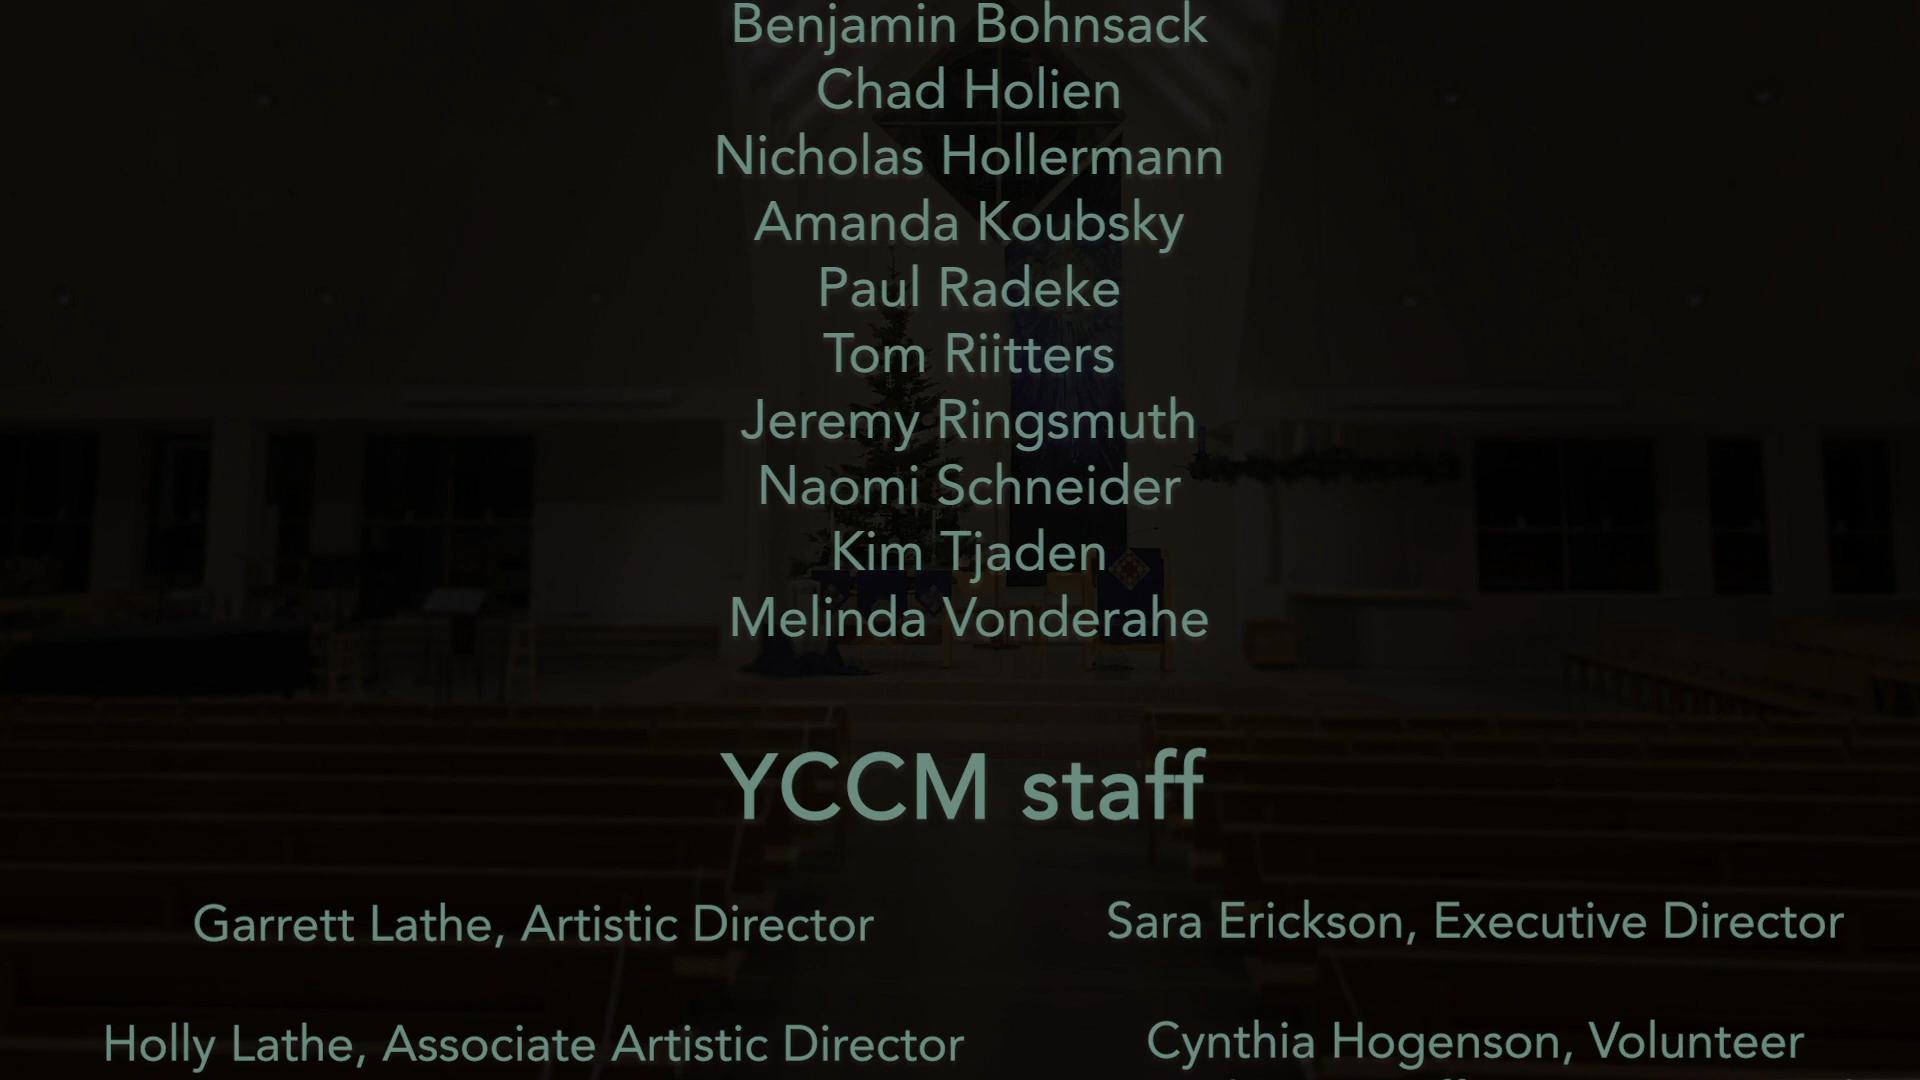 Benjamin Bohnsack
Chad Holien
Nicholas Hollermann
Amanda Koubsky
Paul Radeke
Tom Riitters
Jeremy Ringsmuth
Naomi Schneider
Kim Tjaden
Melinda Vonderahe
YCCM staff
Garrett Lathe, Artistic Director
Sara Erickson, Executive Director
Holly Lathe, Associate Artistic Director
Cynthia Hogenson, Volunteer